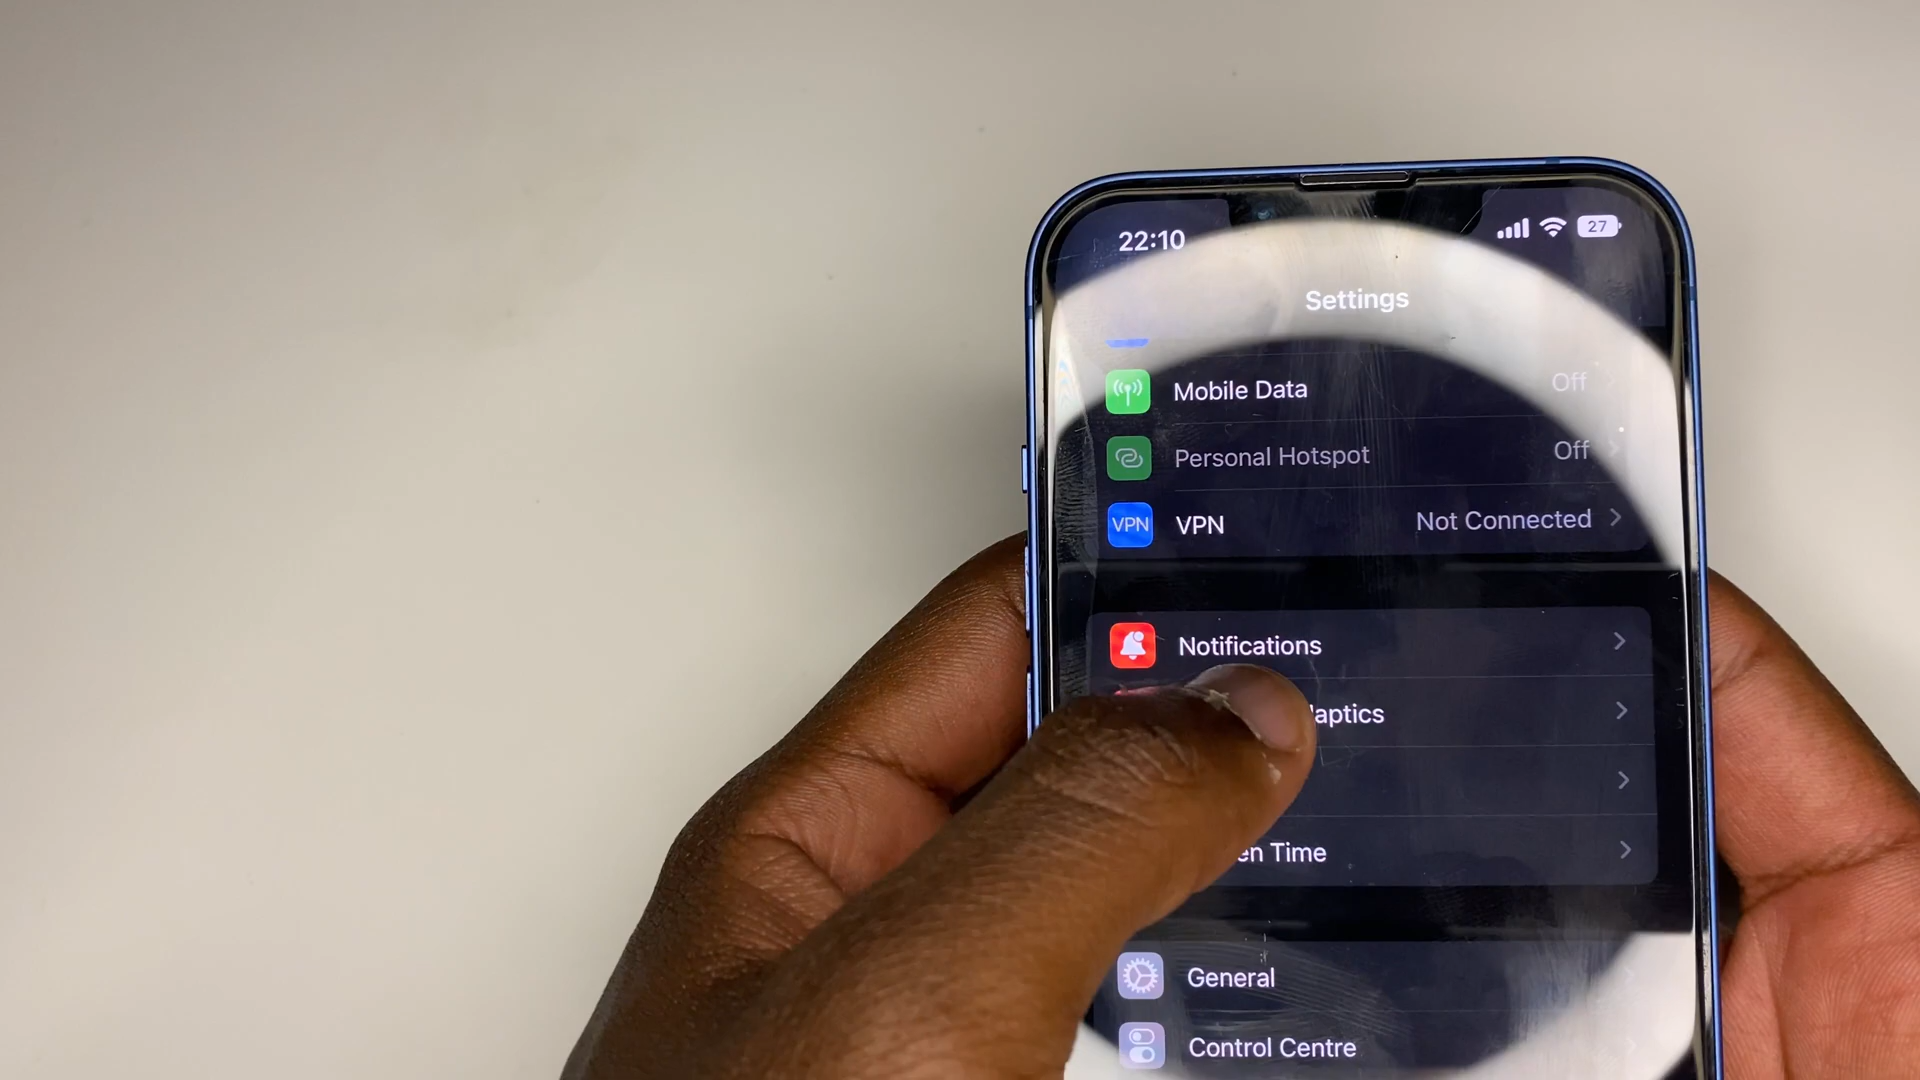 22:10 27
Settings
Mobile Data Off
Personal Hotspot Off
VPN VPN Not Connected
Notifications
aptics
en Time
General
Control Centre